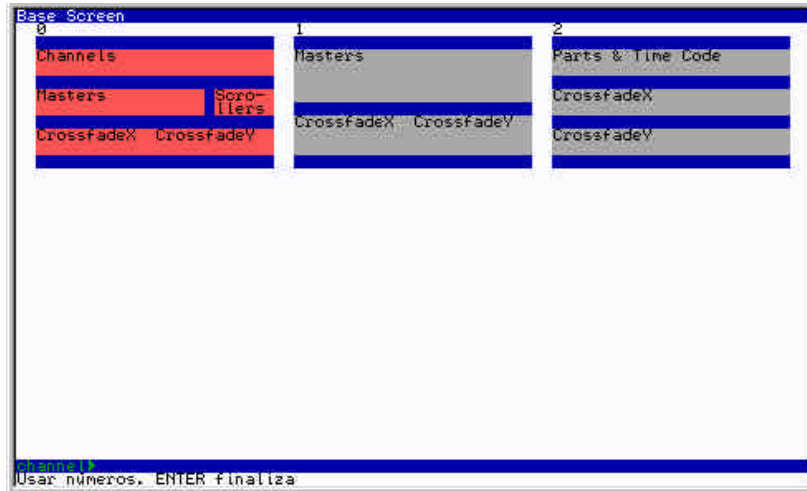 Base Screen
0 1 2
Channels Masters Parts & Time Code
Masters Scro-
llers CrossfadeX
CrossfadeX CrossfadeY CrossfadeX CrossfadeY CrossfadeY
channel
Usar números. ENTER finaliza